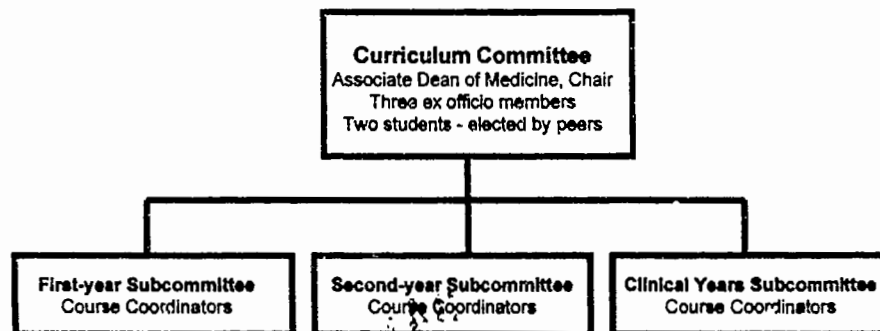 Curriculum Committee
Associate Dean of Medicine, Chair
Three ex officio members
Two students - elected by peers
First-year Subcommittee
Course Coordinators
Second-year Subcommittee
Course Coordinators
Clinical Years Subcommittee
Course Coordinators